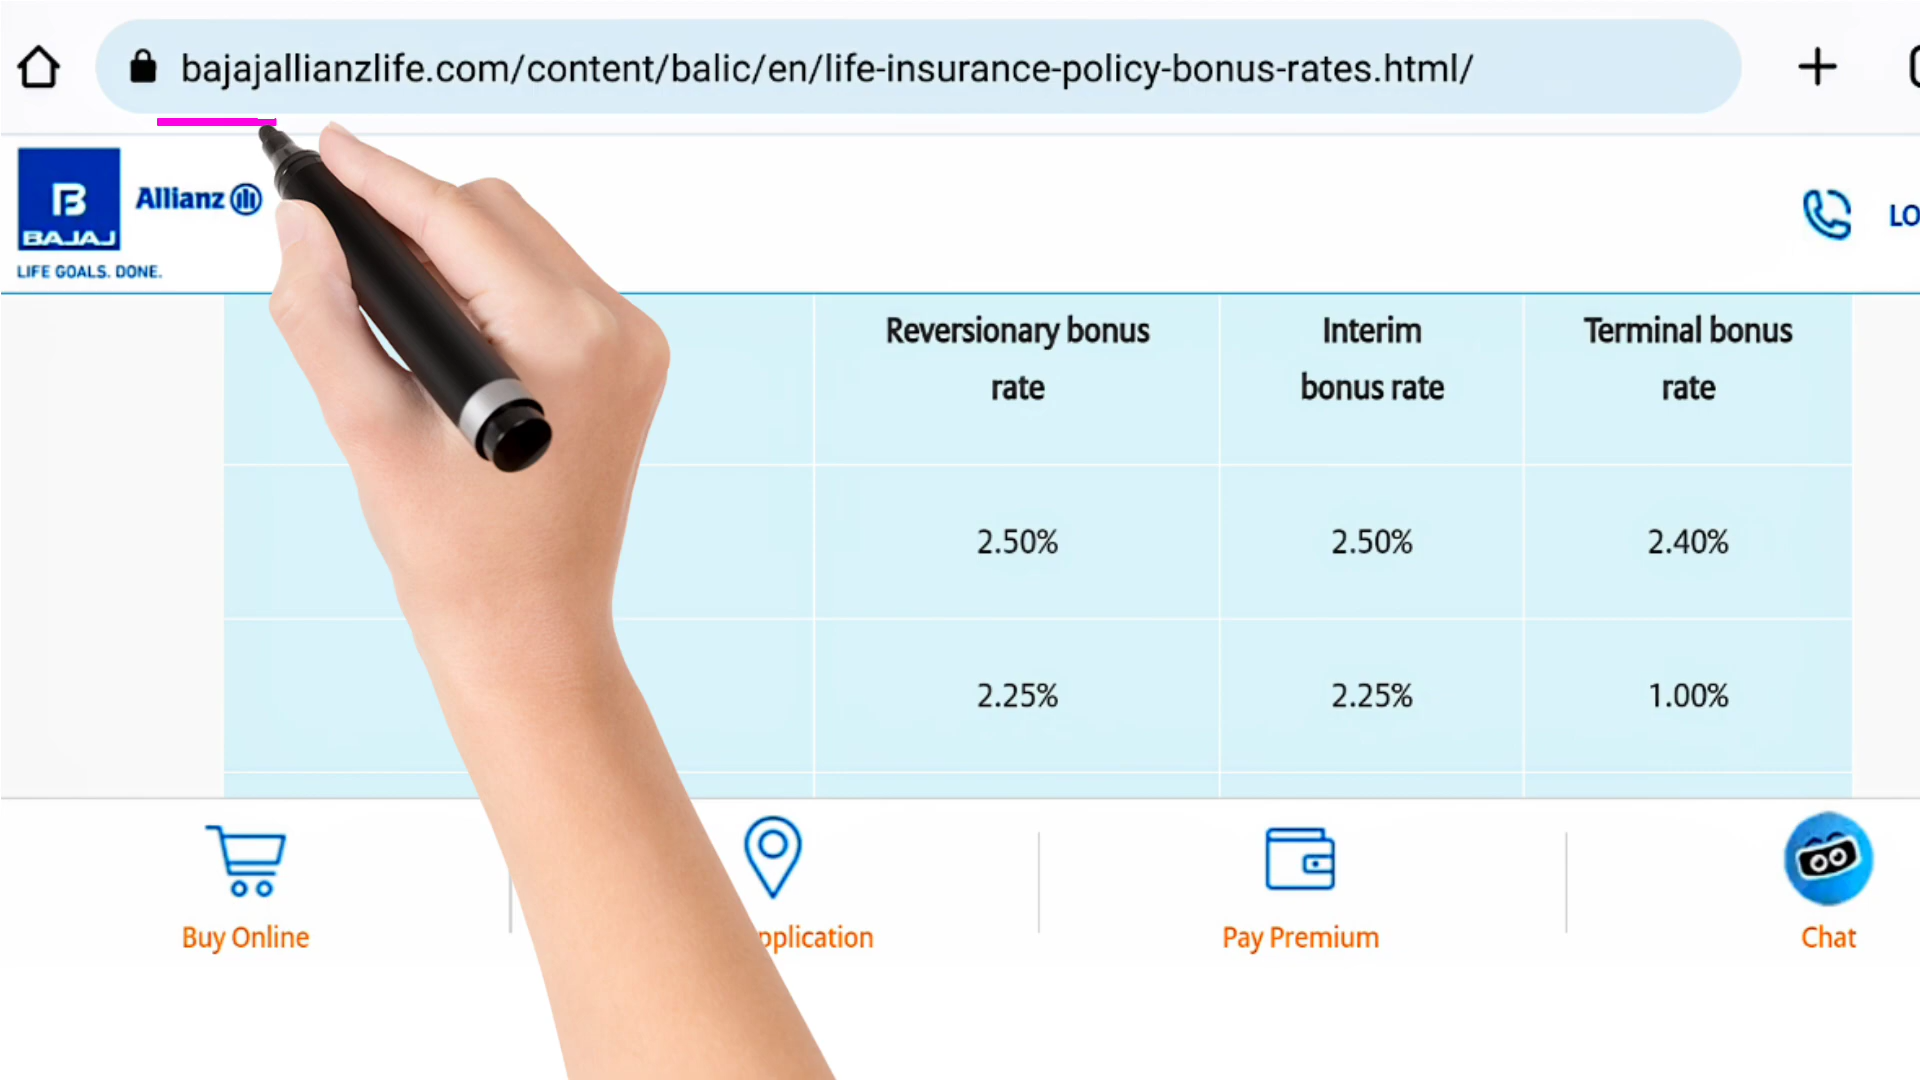 bajajallianzlife.com/content/balic/en/life-insurance-policy-bonus-rates.html/
BAJAJ
Allianz
LIFE GOALS. DONE.
Reversionary bonus rate
Interim bonus rate
Terminal bonus rate
2.50% 2.50% 2.40%
2.25% 2.25% 1.00%
Buy Online
Pay Premium
Chat